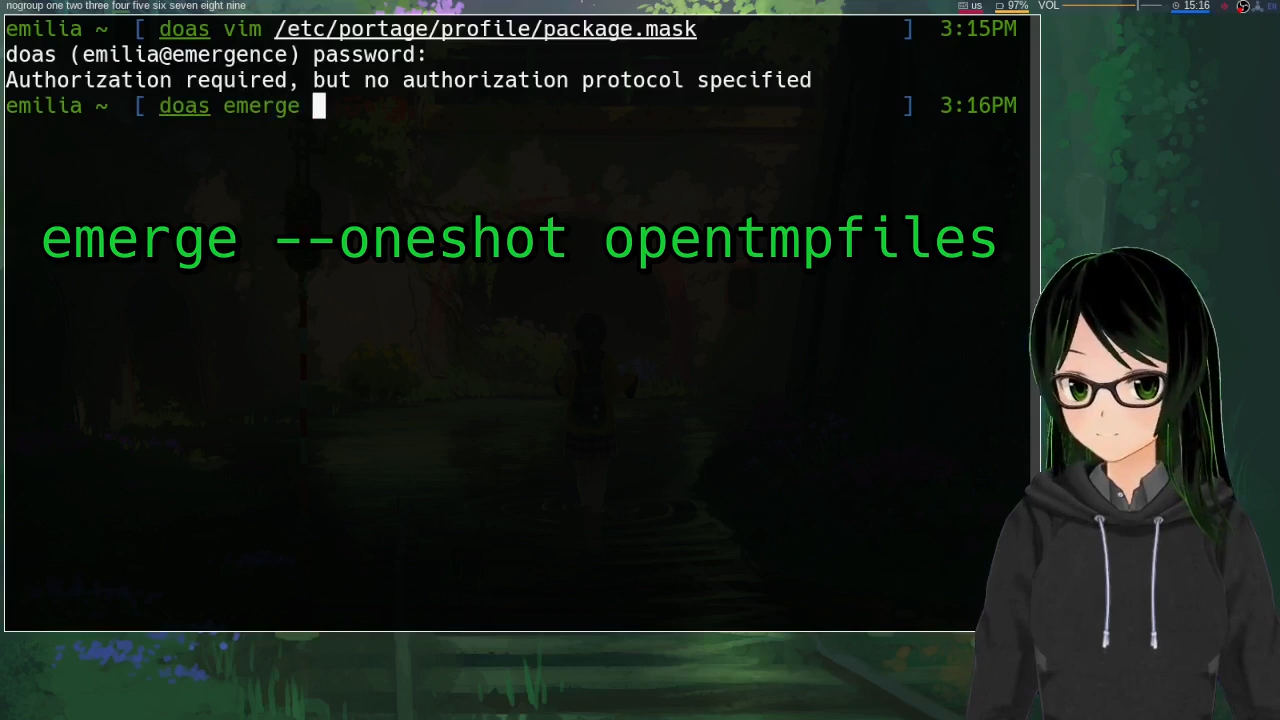 nogroup one two three four five six seven eight nine
us 97% VOL 15:16 EN
emilia ~ [ doas vim /etc/portage/profile/package.mask ] 3:15PM
doas (emilia@emergence) password:
Authorization required, but no authorization protocol specified
emilia ~ [ doas emerge ] 3:16PM
emerge --oneshot opentmpfiles